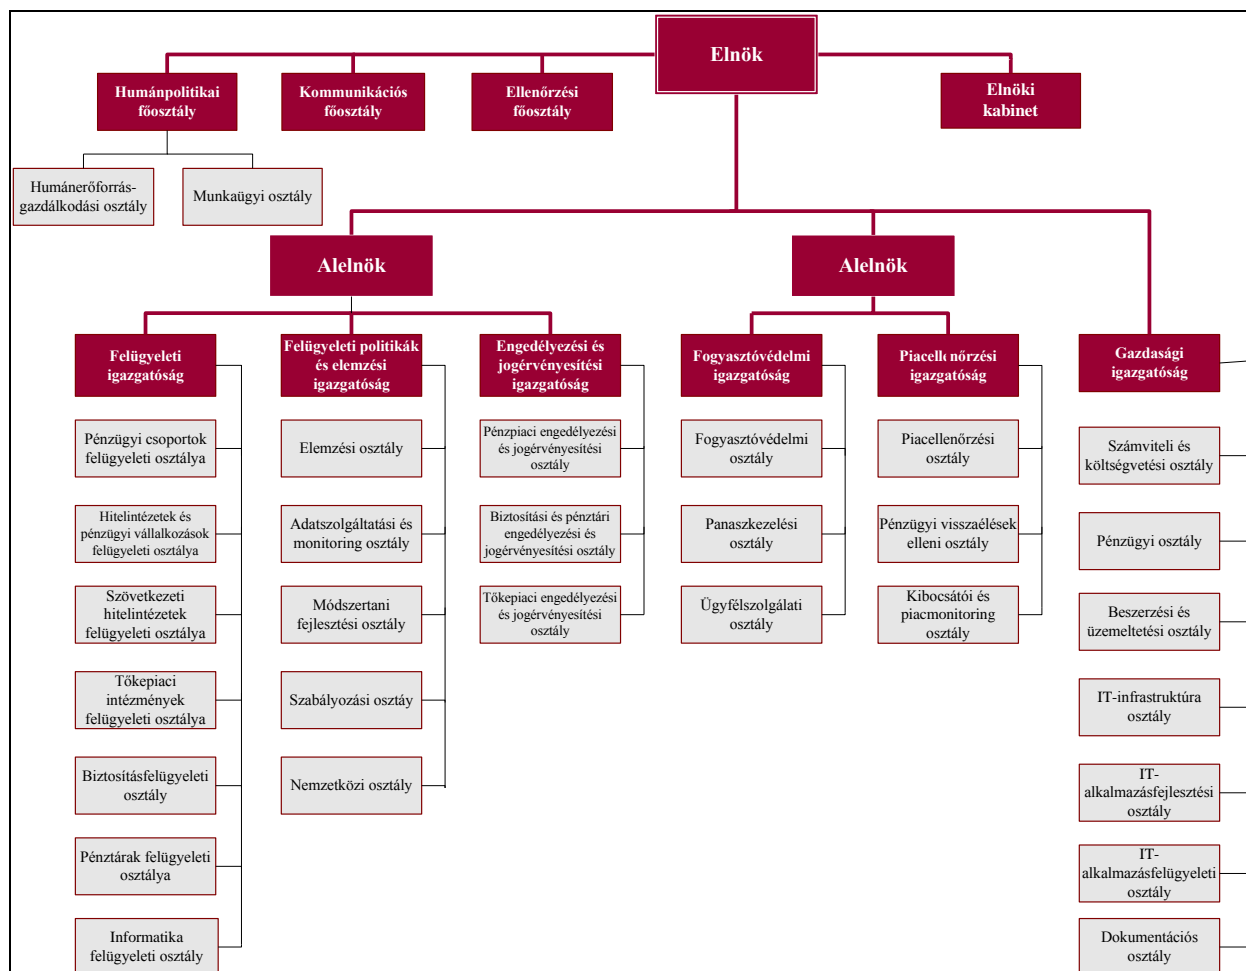 Elnök
Humánpolitikai
főosztály
Kommunikációs
főosztály
Ellenőrzési
főosztály
Elnöki
kabinet
Humánerőforrás-
gazdálkodási osztály
Munkaügyi osztály
Alelnök
Alelnök
Felügyeleti
igazgatóság
Felügyeleti politikák
és elemzési
igazgatóság
Engedélyezési és
jogérvényesítési
igazgatóság
Fogyasztóvédelmi
igazgatóság
Piacellenőrzési
igazgatóság
Gazdasági
igazgatóság
Pénzügyi csoportok
felügyeleti osztálya
Hitelintézetek és
pénzügyi vállalkozások
felügyeleti osztálya
Szövetkezeti
hitelintézetek
felügyeleti osztálya
Tőkepiaci
intézmények
felügyeleti osztálya
Biztosításfelügyeleti
osztály
Pénztárak felügyeleti
osztálya
Informatika
felügyeleti osztály
Elemzési osztály
Adatszolgáltatási és
monitoring osztály
Módszertani
fejlesztési osztály
Szabályozási osztáy
Nemzetközi osztály
Pénzpiaci engedélyezési
és jogérvényesítési
osztály
Biztosítási és pénztári
engedélyezési és
jogérvényesítési osztály
Tőkepiaci engedélyezési
és jogérvényesítési
osztály
Fogyasztóvédelmi
osztály
Panaszkezelési
osztály
Ügyfélszolgálati
osztály
Piacellenőrzési
osztály
Pénzügyi visszaélések
elleni osztály
Kibocsátói és
piacmonitoring
osztály
Számviteli és
költségvetési osztály
Pénzügyi osztály
Beszerzési és
üzemeltetési osztály
IT-infrastruktúra
osztály
IT-
alkalmazásfejlesztési
osztály
IT-
alkalmazásfelügyeleti
osztály
Dokumentációs
osztály